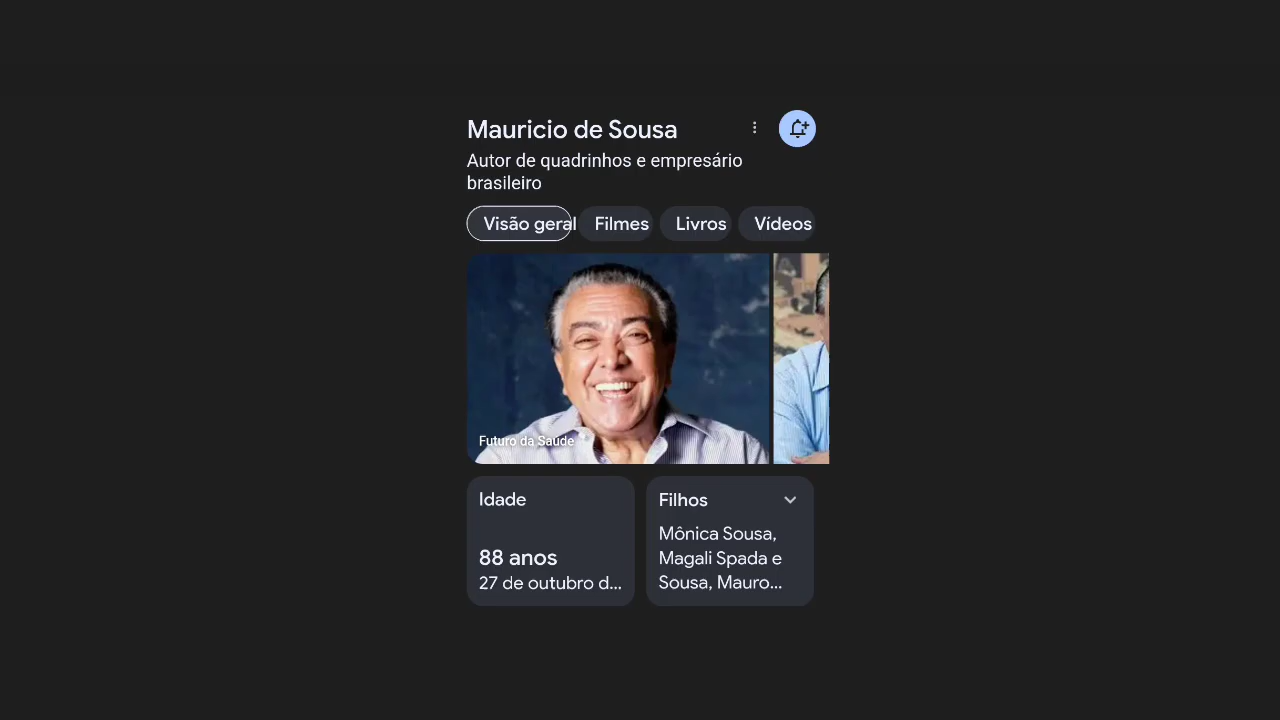 Mauricio de Sousa
Autor de quadrinhos e empresário
brasileiro
Visão geral
Filmes
Livros
Vídeos
Futuro da Saúde
Idade
88 anos
27 de outubro d...
Filhos
Mônica Sousa,
Magali Spada e
Sousa, Mauro...